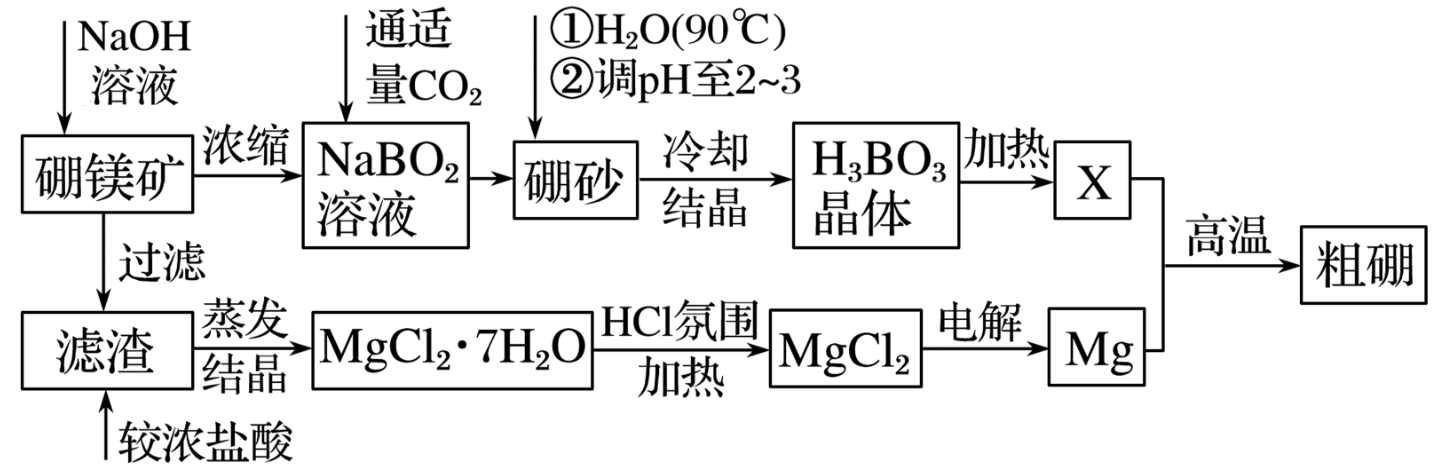 NaOH
溶液
通适
量CO₂
①H₂O(90℃)
②调pH至2~3
硼镁矿
浓缩
NaBO₂
溶液
硼砂
冷却
结晶
H₃BO₃
晶体
加热
X
高温
粗硼
过滤
滤渣
蒸发
结晶
MgCl₂·7H₂O
HCl氛围
加热
MgCl₂
电解
Mg
较浓盐酸